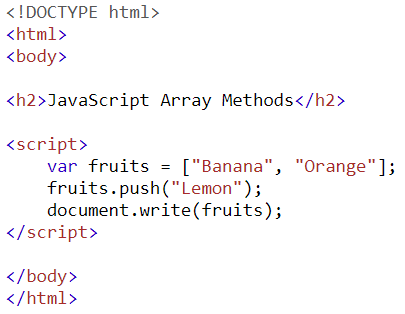 <!DOCTYPE html>
<html>
<body>

<h2>JavaScript Array Methods</h2>

<script>
    var fruits = ["Banana", "Orange"];
    fruits.push("Lemon");
    document.write(fruits);
</script>

</body>
</html>